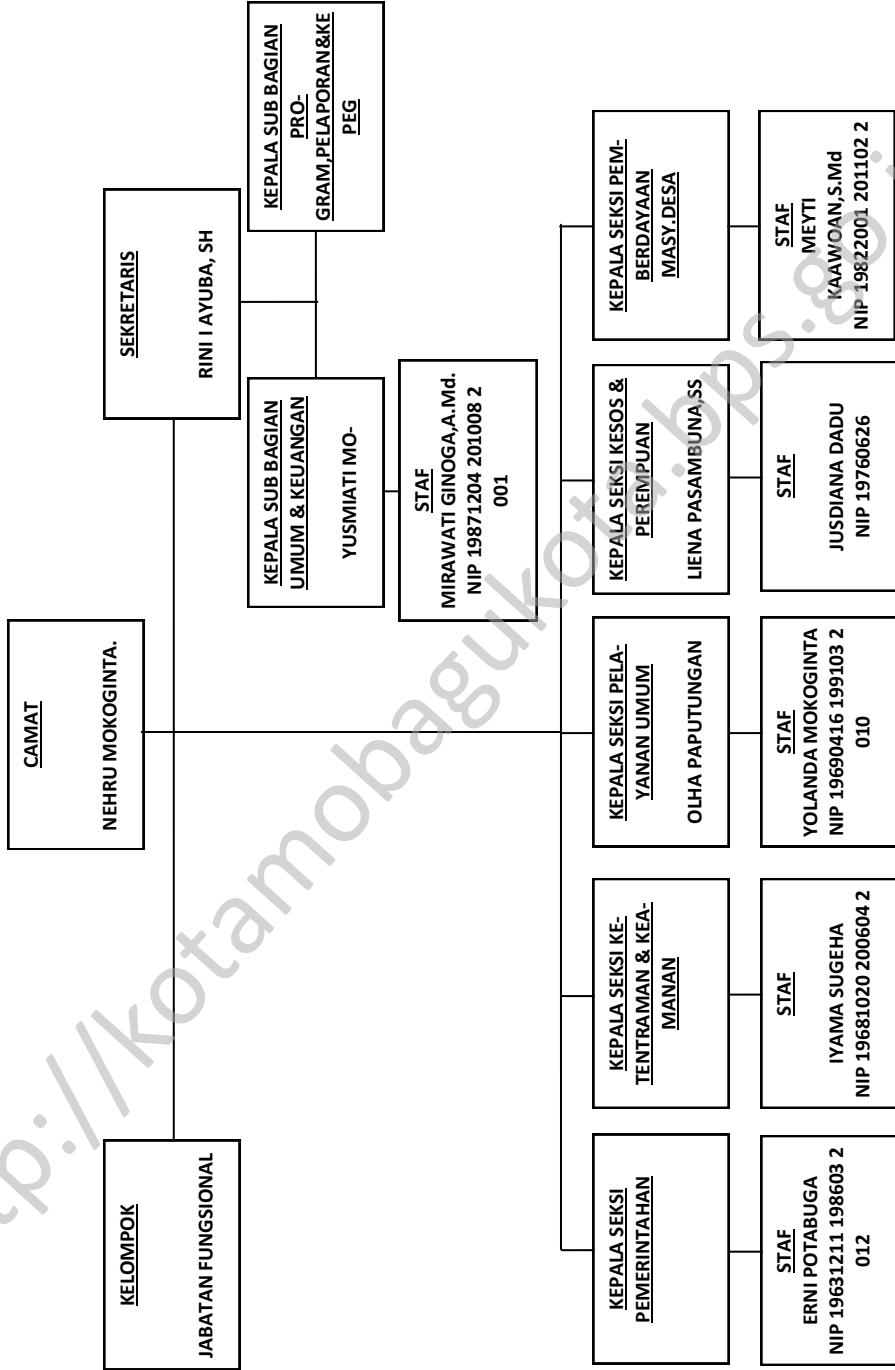 CAMAT
NEHRU MOKOGINTA.
KELOMPOK
JABATAN FUNGSIONAL
SEKRETARIS
RINI I AYUBA, SH
KEPALA SUB BAGIAN
UMUM & KEUANGAN
YUSMIATI MO-
KEPALA SUB BAGIAN
PRO-
GRAM,PELAPORAN&KE
PEG
STAF
MIRAWATI GINOGA,A.Md.
NIP 19871204 201008 2
001
KEPALA SEKSI
PEMERINTAHAN
KEPALA SEKSI KE-
TENTRAMAN & KEA-
MANAN
KEPALA SEKSI PELA-
YANAN UMUM
OLHA PAPUTUNGAN
KEPALA SEKSI KESOS &
PEREMPUAN
LIENA PASAMBUNA,SS
KEPALA SEKSI PEM-
BERDAYAAN
MASY.DESA
STAF
ERNI POTABUGA
NIP 19631211 198603 2
012
STAF
IYAMA SUGEHA
NIP 19681020 200604 2
STAF
YOLANDA MOKOGINTA
NIP 19690416 199103 2
010
STAF
JUSDIANA DADU
NIP 19760626
STAF
MEYTI
KAAWOAN,S.Md
NIP 19822001 201102 2
tp://kotamobagukota.bps.go.i